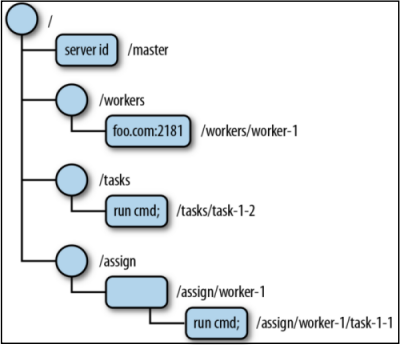 /
server id /master
/workers
foo.com:2181 /workers/worker-1
/tasks
run cmd; /tasks/task-1-2
/assign
/assign/worker-1
run cmd; /assign/worker-1/task-1-1